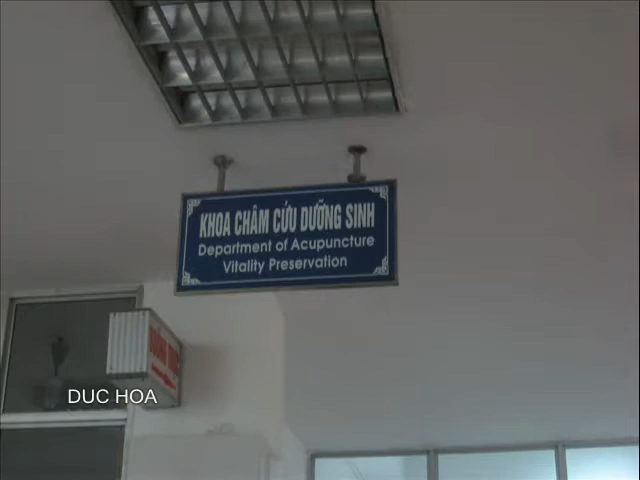 KHOA CHÂM CỨU DƯỠNG SINH
Department of Acupuncture
Vitality Preservation
DUC HOA